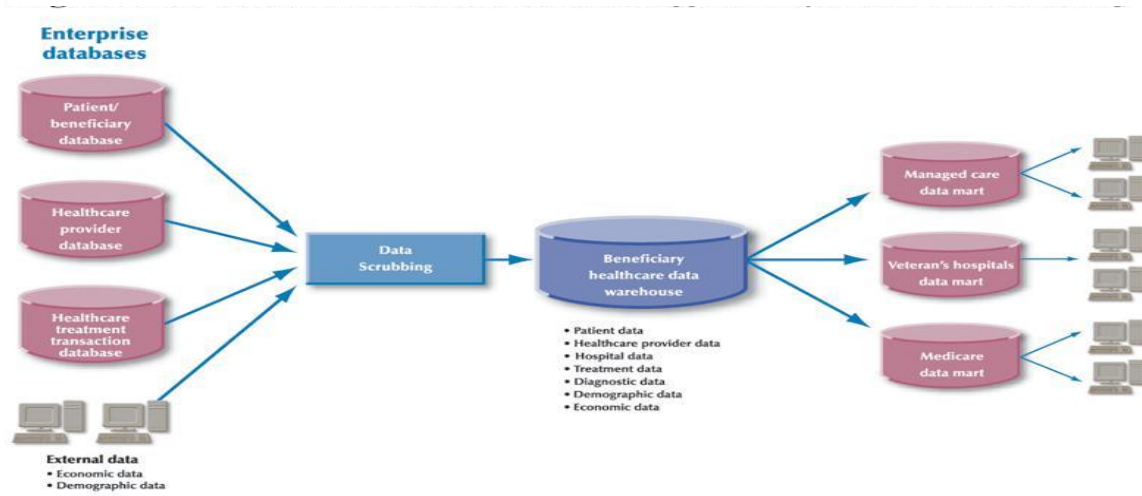 Enterprise
databases
Patient/
beneficiary
database
Healthcare
provider
database
Healthcare
treatment
transaction
database
External data
• Economic data
• Demographic data
Data
Scrubbing
Beneficiary
healthcare data
warehouse
• Patient data
• Healthcare provider data
• Hospital data
• Treatment data
• Diagnostic data
• Demographic data
• Economic data
Managed care
data mart
Veteran's hospitals
data mart
Medicare
data mart